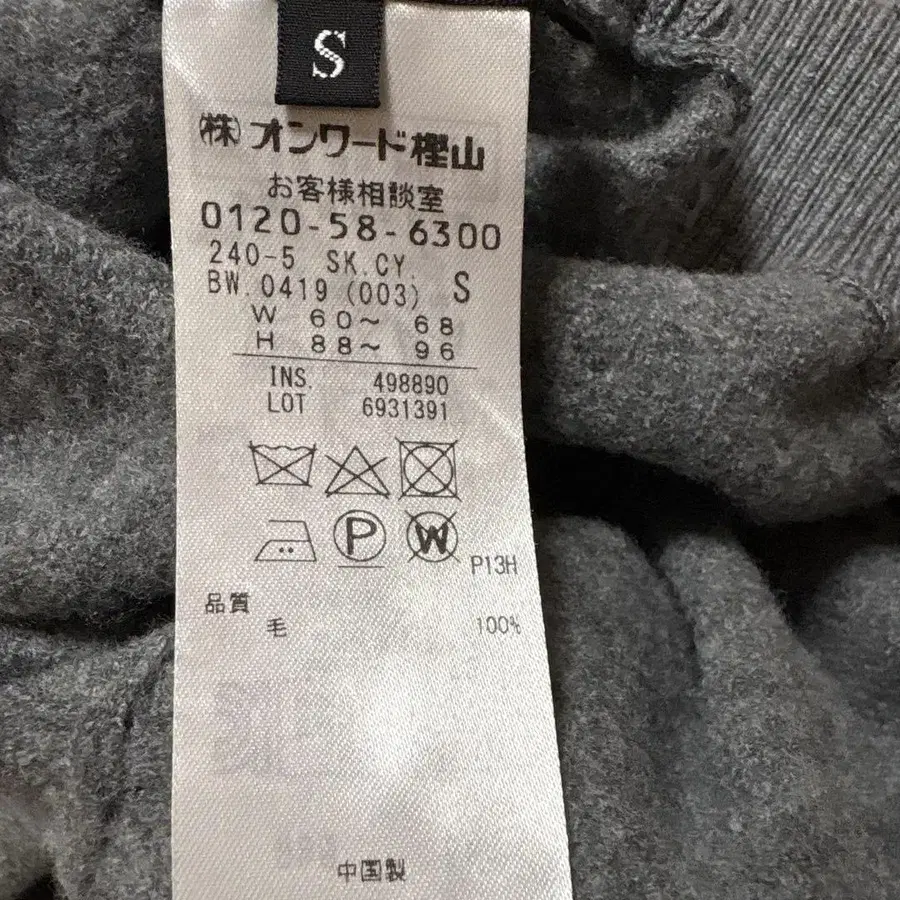 S
(株)オンワード樫山
お客様相談室
0120-58-6300
240-5 SK.CY.
BW.0419 (003) S
W 60～ 68
H 88～ 96
INS. 498890
LOT 6931391
P W
P13H
品質
毛 100%
中国製